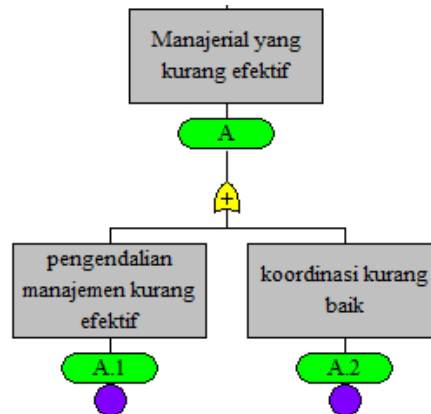 Manajerial yang
kurang efektif
A
+
pengendalian
manajemen kurang
efektif
koordinasi kurang
baik
A.1
A.2